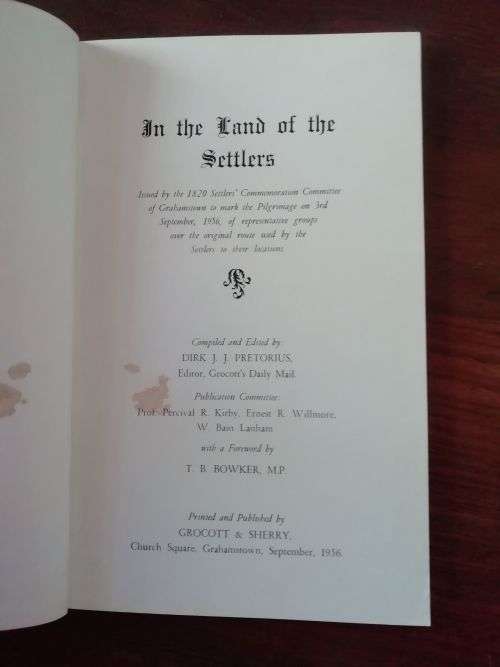 In the Land of the
Settlers
Issued by the 1820 Settlers' Commemoration Committee
of Grahamstown to mark the Pilgrimage on 3rd
September, 1956, of representative groups
over the original route used by the
Settlers to their locations
Compiled and Edited by:
DIRK J. J. PRETORIUS,
Editor, Grocott's Daily Mail.
Publication Committee:
Prof. Percival R. Kirby, Ernest R. Willmore,
W. Basil Lanham
with a Foreword by
T. B. BOWKER, M.P.
Printed and Published by
GROCOTT & SHERRY,
Church Square, Grahamstown, September, 1956.